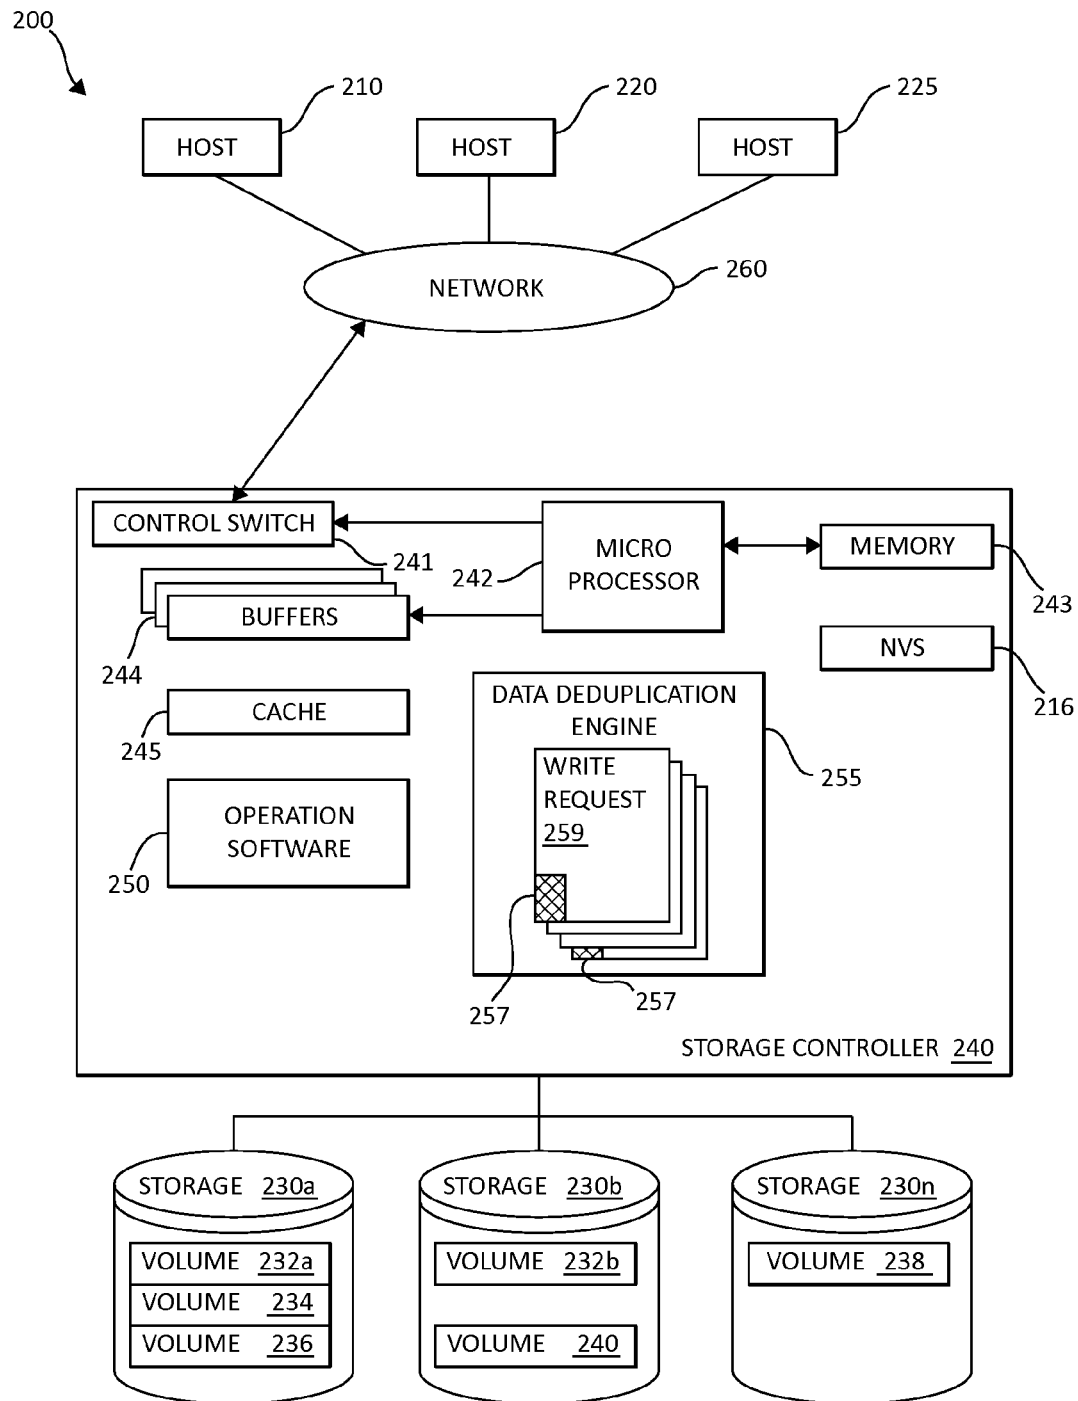 200
210
220
225
HOST
HOST
HOST
NETWORK
260
CONTROL SWITCH
241
242
MICRO
PROCESSOR
MEMORY
243
BUFFERS
244
NVS
216
CACHE
245
DATA DEDUPLICATION
ENGINE
255
WRITE
REQUEST
259
OPERATION
SOFTWARE
250
257
257
STORAGE CONTROLLER 240
STORAGE 230a
STORAGE 230b
STORAGE 230n
VOLUME 232a
VOLUME 234
VOLUME 236
VOLUME 232b
VOLUME 240
VOLUME 238